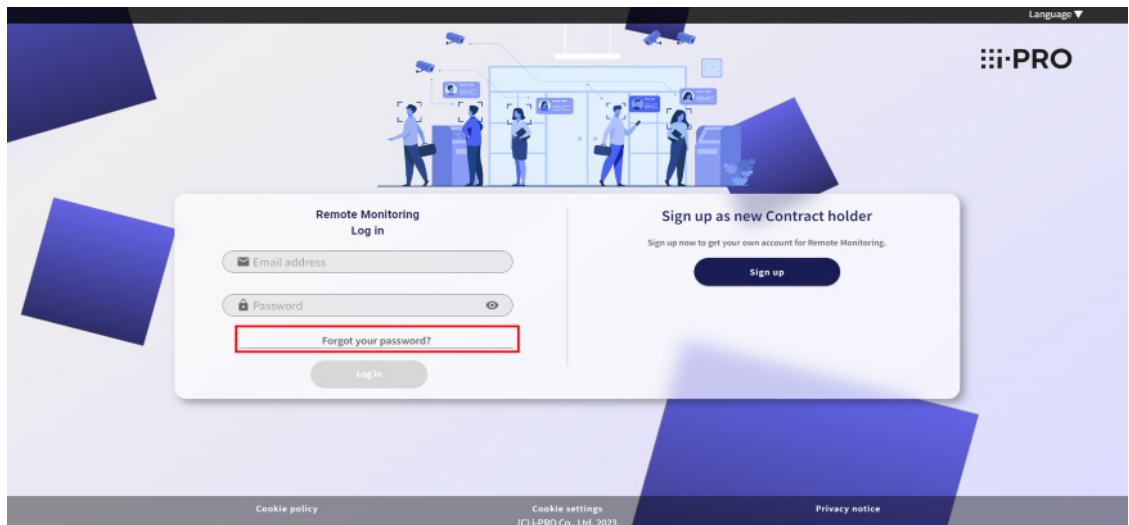 Language ▼
i-PRO
Remote Monitoring
Log in
Email address
Password
Forgot your password?
Log in
Sign up as new Contract holder
Sign up now to get your own account for Remote Monitoring.
Sign up
Cookie policy
Cookie settings
Privacy notice
(C) i-PRO Co., Ltd. 2023